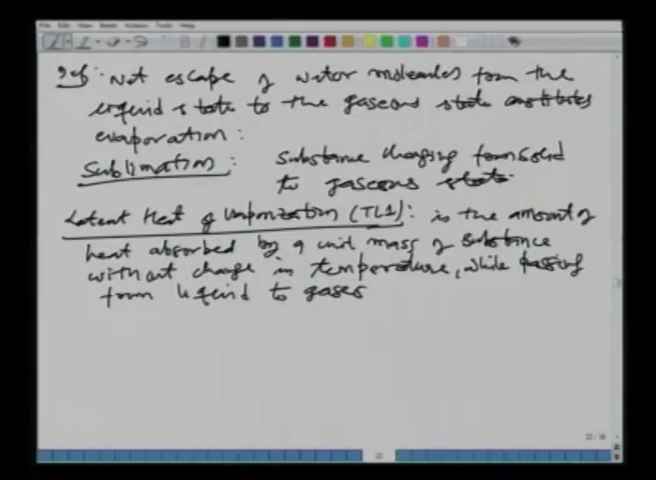 Def: Net escape of water molecules from the
liquid state to the gaseous state constitutes
evaporation:
Sublimation: Substance changing from solid
to gaseous state.
Latent Heat of Vaporization (TL1): is the amount of
heat absorbed by a unit mass of substance
without change in temperature, while passing
from liquid to gases